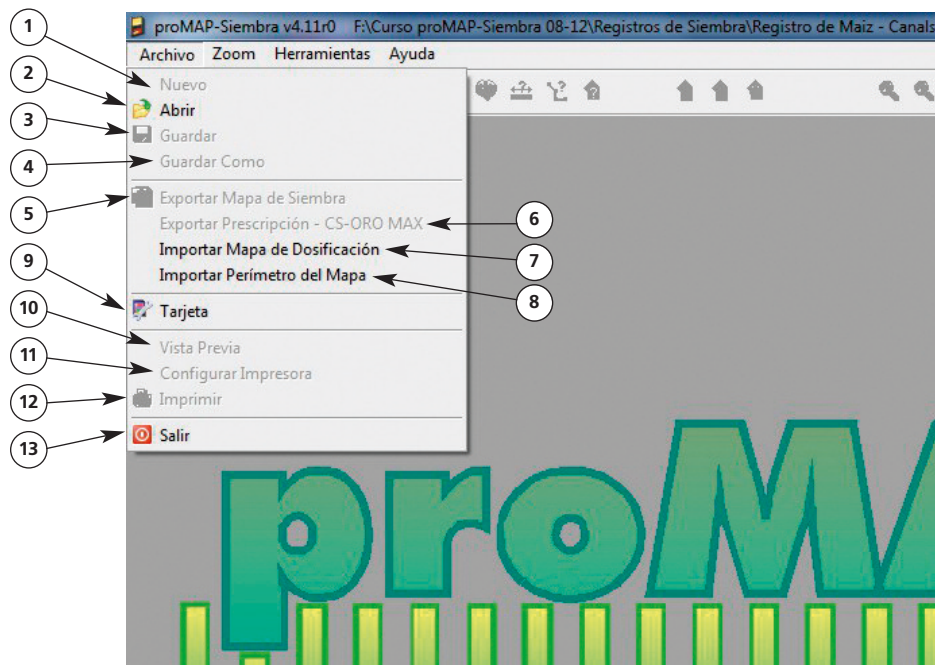 proMAP-Siembra v4.11r0 F:\Curso proMAP-Siembra 08-12\Registros de Siembra\Registro de Maiz - Canals
Archivo Zoom Herramientas Ayuda
1
Nuevo
2
Abrir
3
Guardar
4
Guardar Como
5
Exportar Mapa de Siembra
Exportar Prescripción - CS-ORO MAX
6
Importar Mapa de Dosificación
7
Importar Perímetro del Mapa
8
9
Tarjeta
10
Vista Previa
11
Configurar Impresora
12
Imprimir
13
Salir
proMA